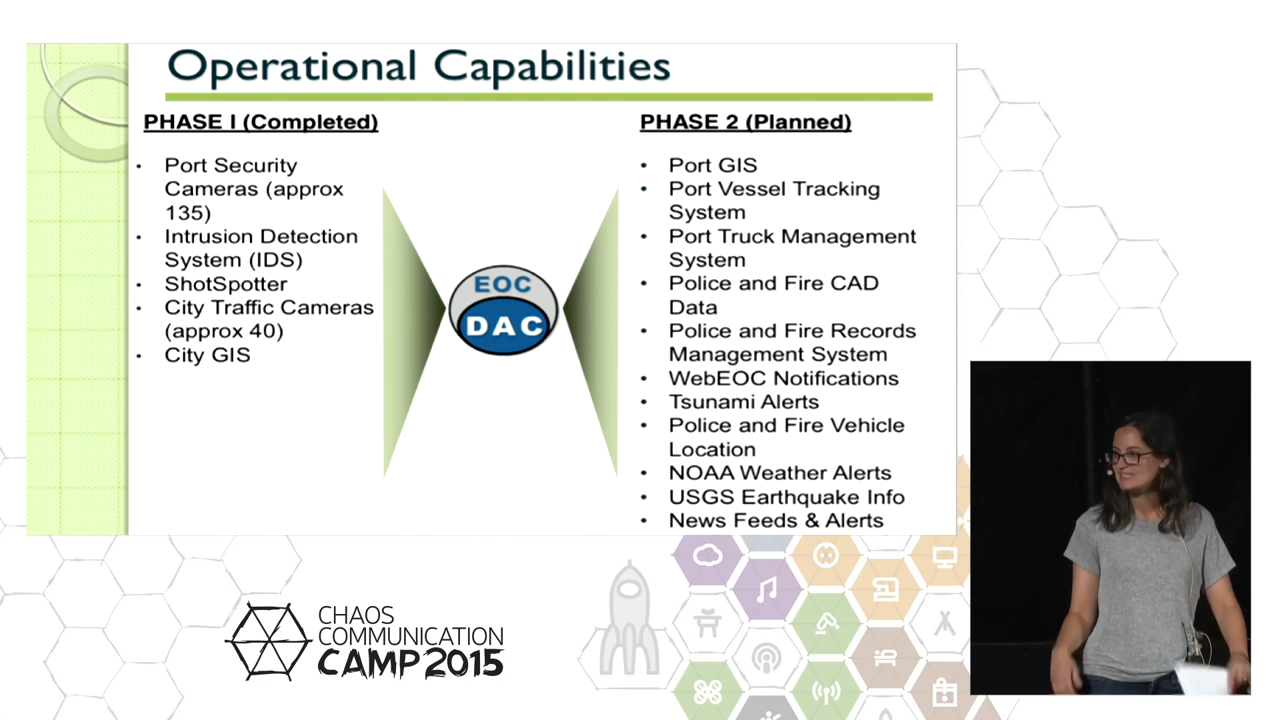 Operational Capabilities
PHASE I (Completed)
• Port Security
Cameras (approx
135)
• Intrusion Detection
System (IDS)
• ShotSpotter
• City Traffic Cameras
(approx 40)
• City GIS
EOC
DAC
PHASE 2 (Planned)
• Port GIS
• Port Vessel Tracking
System
• Port Truck Management
System
• Police and Fire CAD
Data
• Police and Fire Records
Management System
• WebEOC Notifications
• Tsunami Alerts
• Police and Fire Vehicle
Location
• NOAA Weather Alerts
• USGS Earthquake Info
• News Feeds & Alerts
CHAOS
COMMUNICATION
CAMP 2015